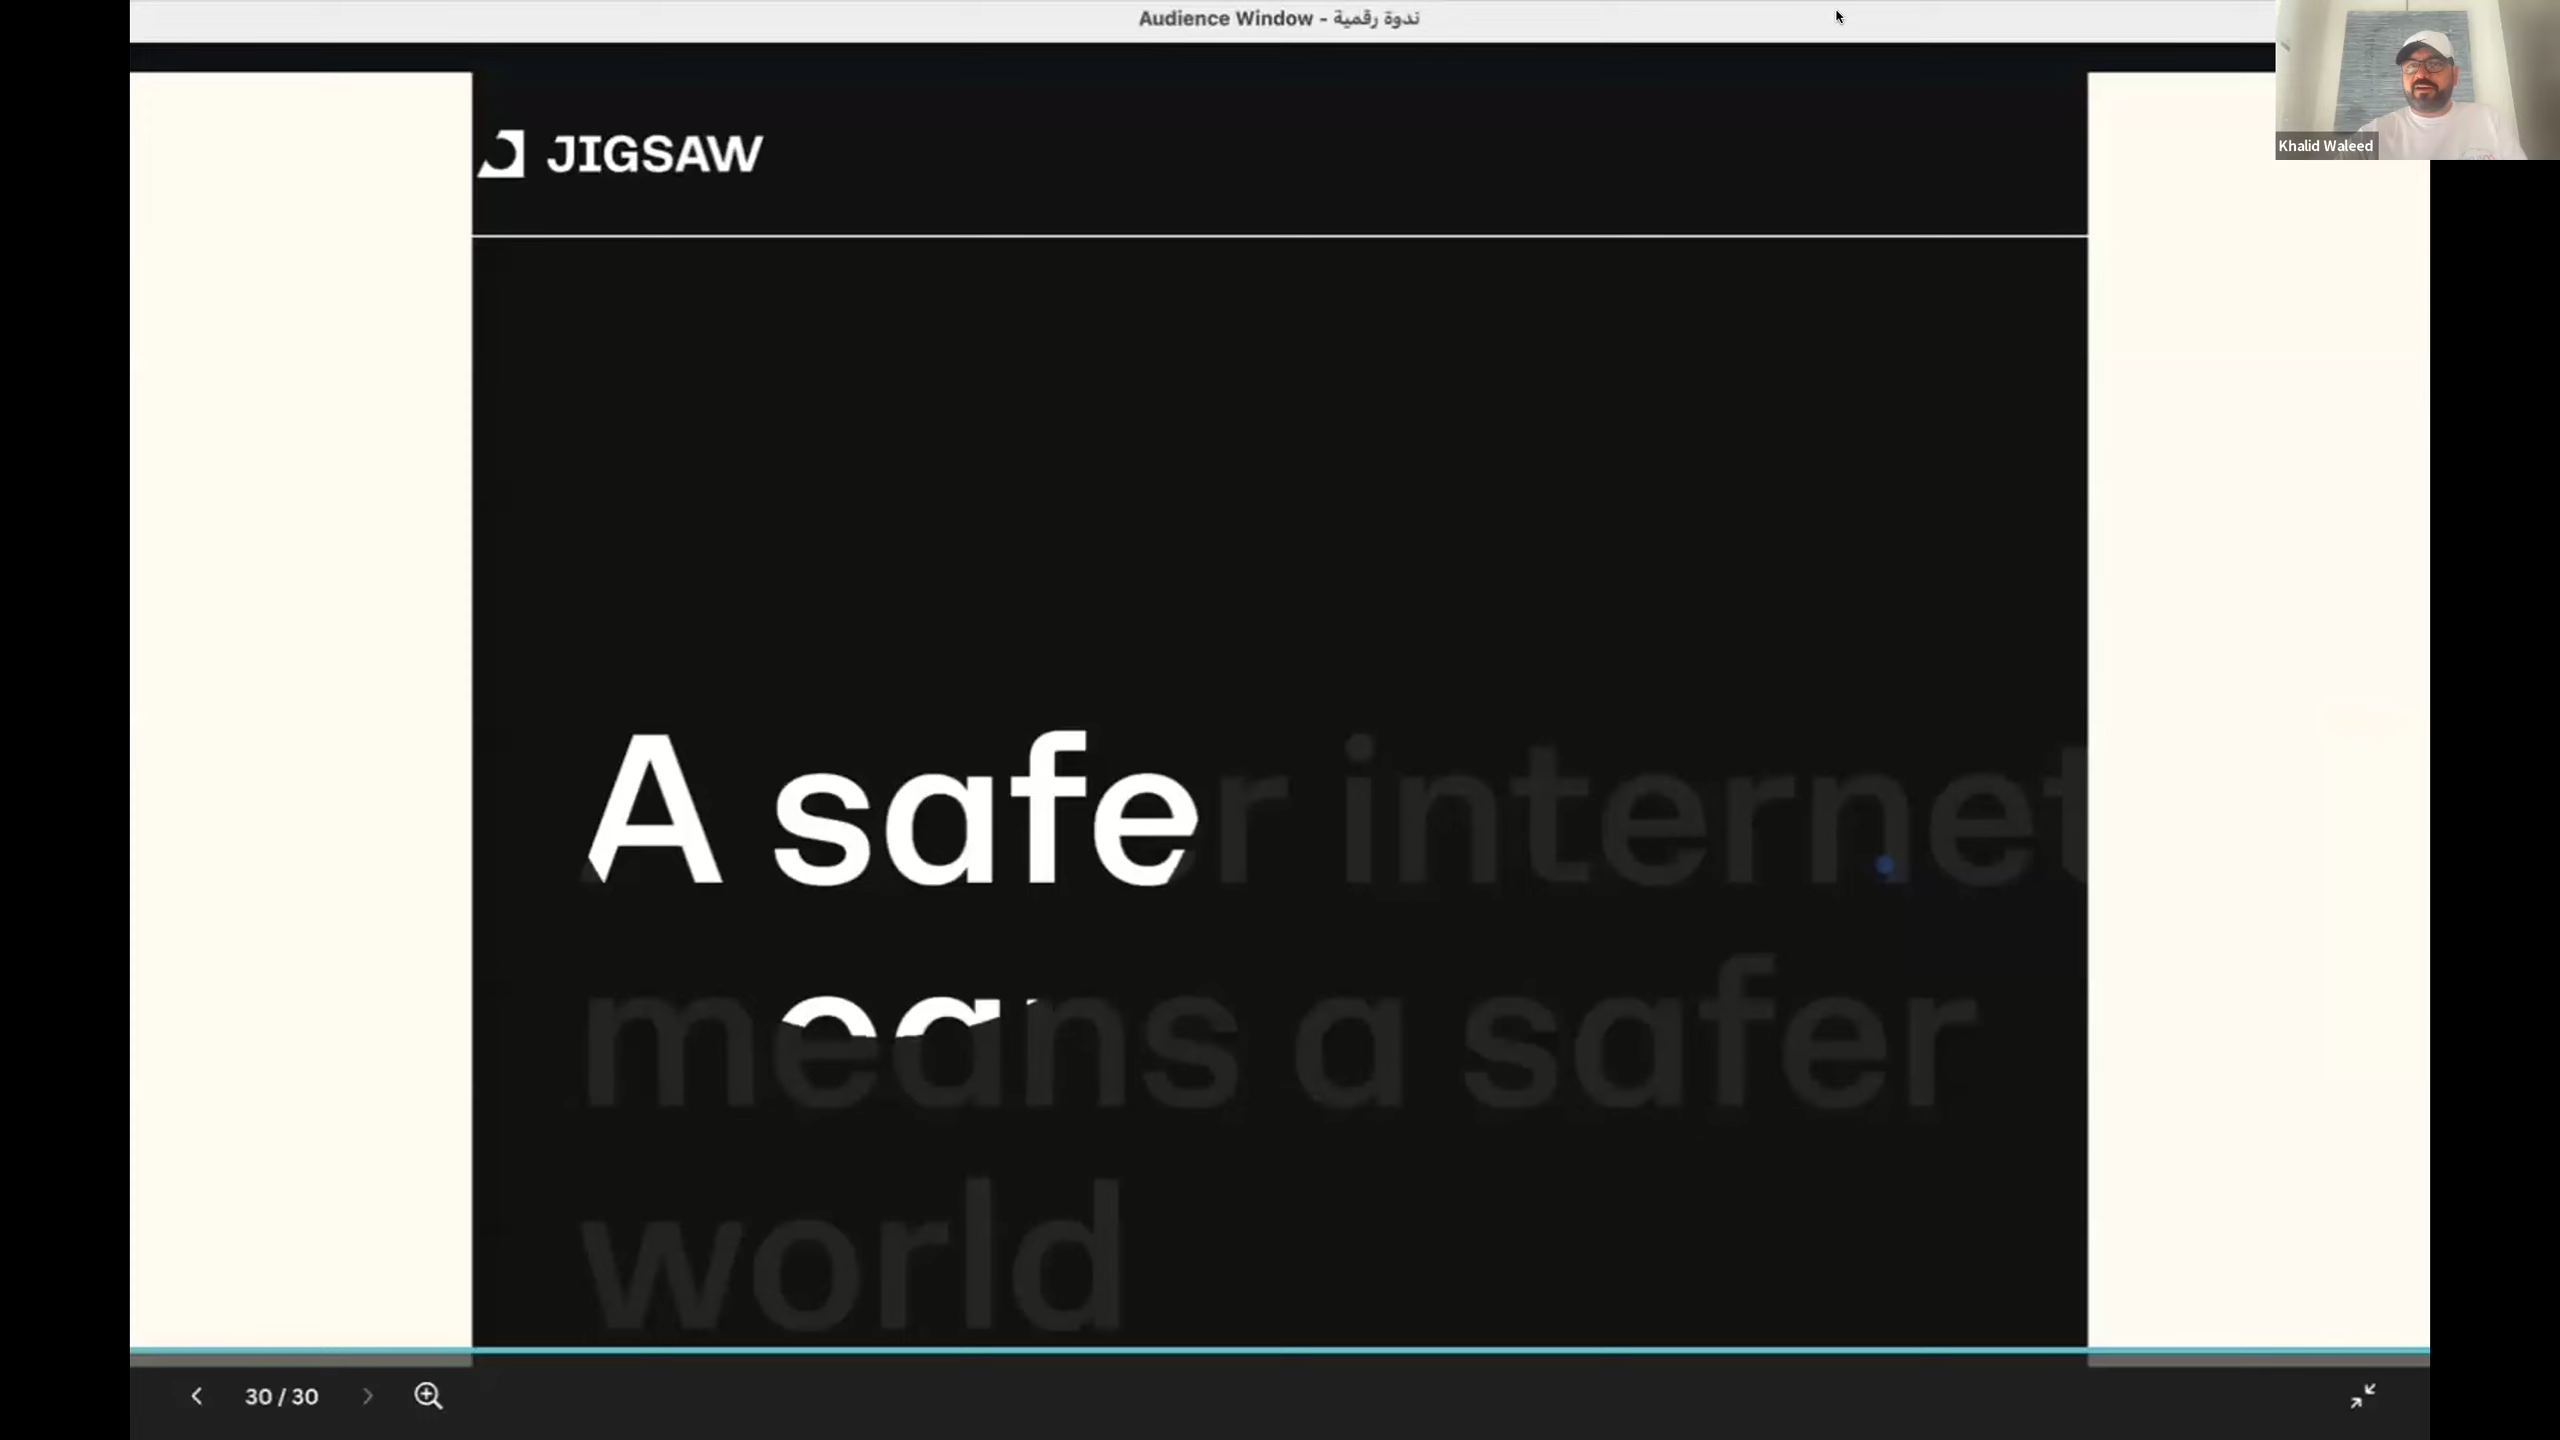 Audience Window - ندوة رقمية
Khalid Waleed
JIGSAW
A safer internet
means a safer
world
30 / 30